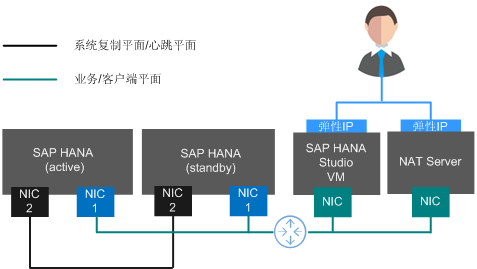 系统复制平面/心跳平面
业务/客户端平面
弹性IP
弹性IP
SAP HANA
(active)
SAP HANA
(standby)
SAP HANA
Studio
VM
NAT Server
NIC
2
NIC
1
NIC
2
NIC
1
NIC
NIC